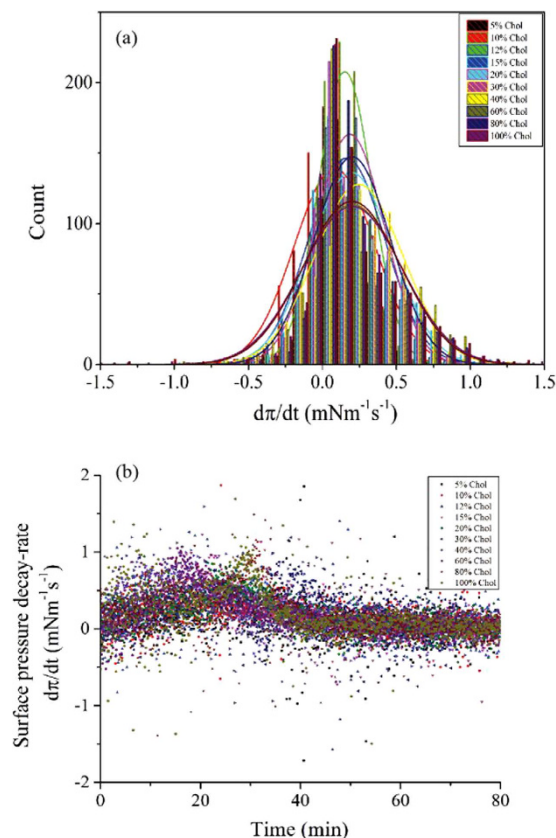 (a)
5% Chol
10% Chol
12% Chol
15% Chol
20% Chol
30% Chol
40% Chol
60% Chol
80% Chol
100% Chol
200
100
0
Count
-1.5 -1.0 -0.5 0.0 0.5 1.0 1.5
dπ/dt (mNm⁻¹s⁻¹)
(b)
5% Chol
10% Chol
12% Chol
15% Chol
20% Chol
30% Chol
40% Chol
60% Chol
80% Chol
100% Chol
2
1
0
-1
-2
Surface pressure decay-rate
dπ/dt (mNm⁻¹s⁻¹)
0 20 40 60 80
Time (min)